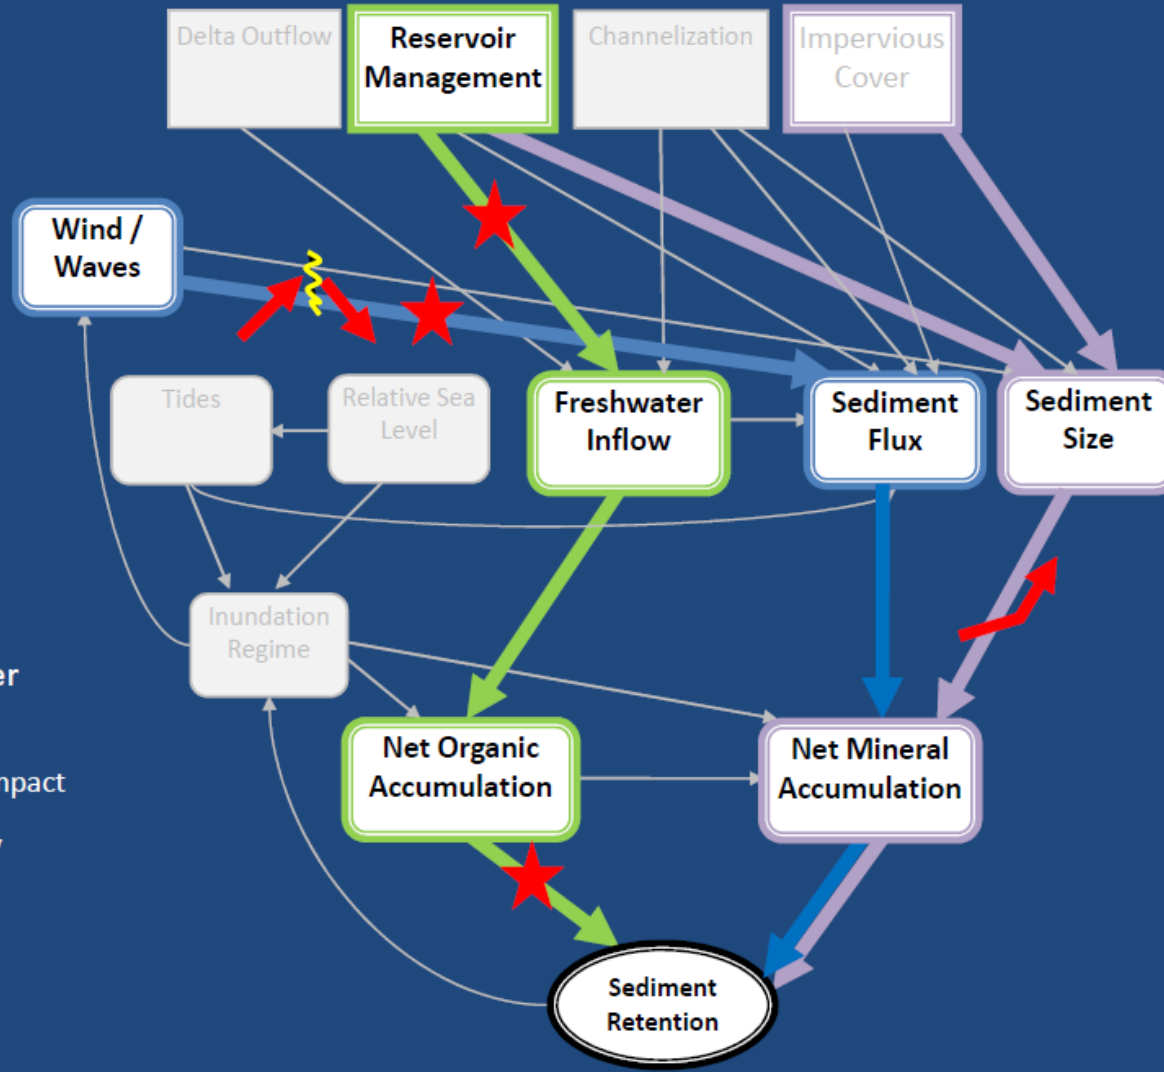 Delta Outflow
Reservoir
Management
Channelization
Impervious
Cover
Wind /
Waves
Tides
Relative Sea
Level
Freshwater
Inflow
Sediment
Flux
Sediment
Size
Inundation
Regime
er
mpact
Net Organic
Accumulation
Net Mineral
Accumulation
Sediment
Retention